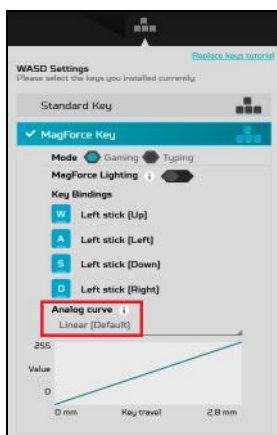 Replace keys tutorial
WASD Settings
Please select the keys you installed currently.
Standard Key
MagForce Key
Mode Gaming Typing
MagForce Lighting i
Key Bindings
W Left stick (Up)
A Left stick (Left)
S Left stick (Down)
D Left stick (Right)
Analog curve i
Linear (Default)
255
Value
0
0 mm Key travel 2.8 mm